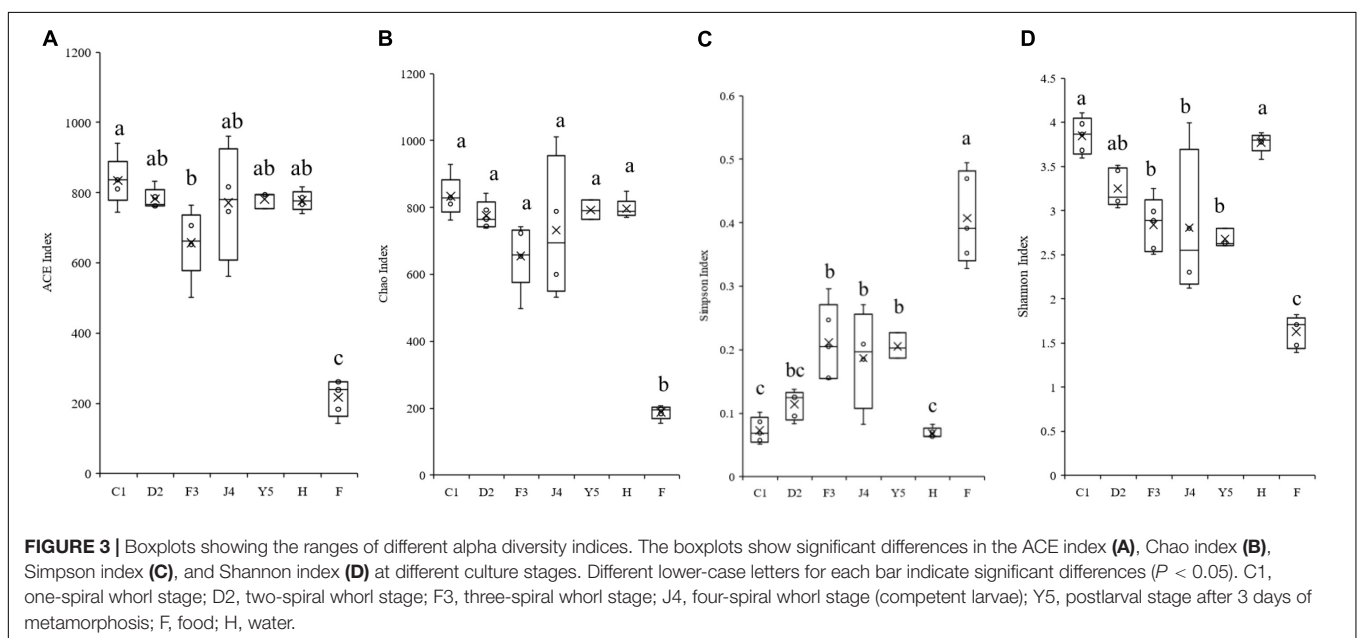 A
1200
1000
800
600
400
200
0
ACE Index
a
ab
b
ab
ab
ab
c
C1 D2 F3 J4 Y5 H F
B
1200
1000
800
600
400
200
0
Chao Index
a
a
a
a
a
a
b
C1 D2 F3 J4 Y5 H F
C
0.6
0.5
0.4
0.3
0.2
0.1
0
Simpson Index
c
bc
b
b
b
c
a
C1 D2 F3 J4 Y5 H F
D
4.5
4
3.5
3
2.5
2
1.5
1
0.5
0
Shannon Index
a
ab
b
b
b
a
c
C1 D2 F3 J4 Y5 H F
FIGURE 3 | Boxplots showing the ranges of different alpha diversity indices. The boxplots show significant differences in the ACE index (A), Chao index (B),
Simpson index (C), and Shannon index (D) at different culture stages. Different lower-case letters for each bar indicate significant differences (P < 0.05). C1,
one-spiral whorl stage; D2, two-spiral whorl stage; F3, three-spiral whorl stage; J4, four-spiral whorl stage (competent larvae); Y5, postlarval stage after 3 days of
metamorphosis; F, food; H, water.